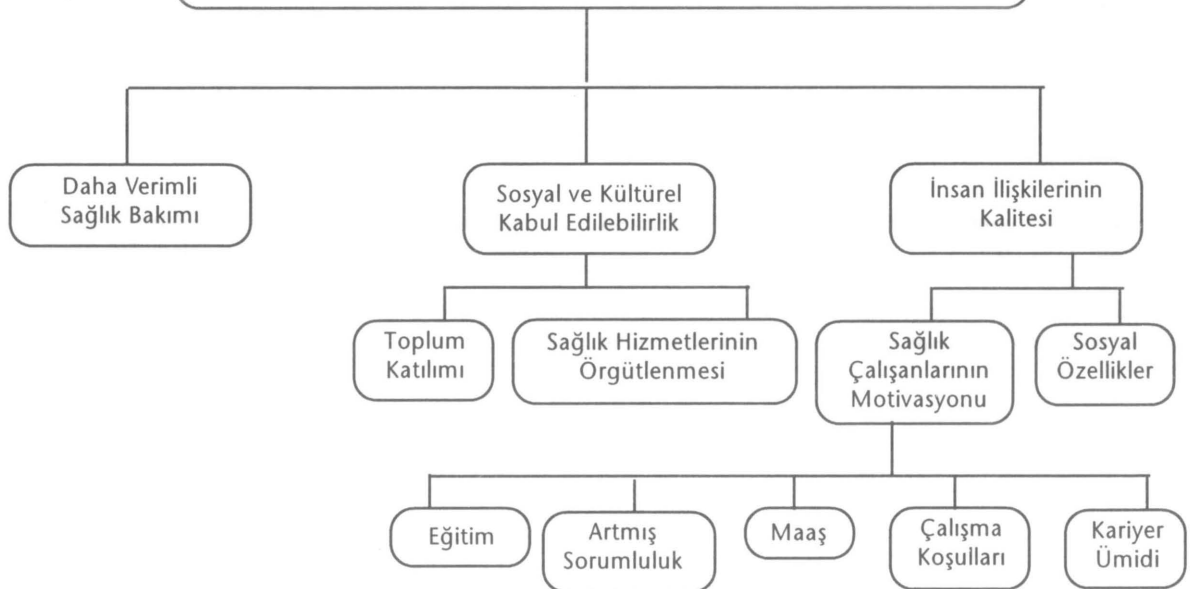 Daha Verimli
Sağlık Bakımı
Sosyal ve Kültürel
Kabul Edilebilirlik
İnsan İlişkilerinin
Kalitesi
Toplum
Katılımı
Sağlık Hizmetlerinin
Örgütlenmesi
Sağlık
Çalışanlarının
Motivasyonu
Sosyal
Özellikler
Eğitim
Artmış
Sorumluluk
Maaş
Çalışma
Koşulları
Kariyer
Ümidi